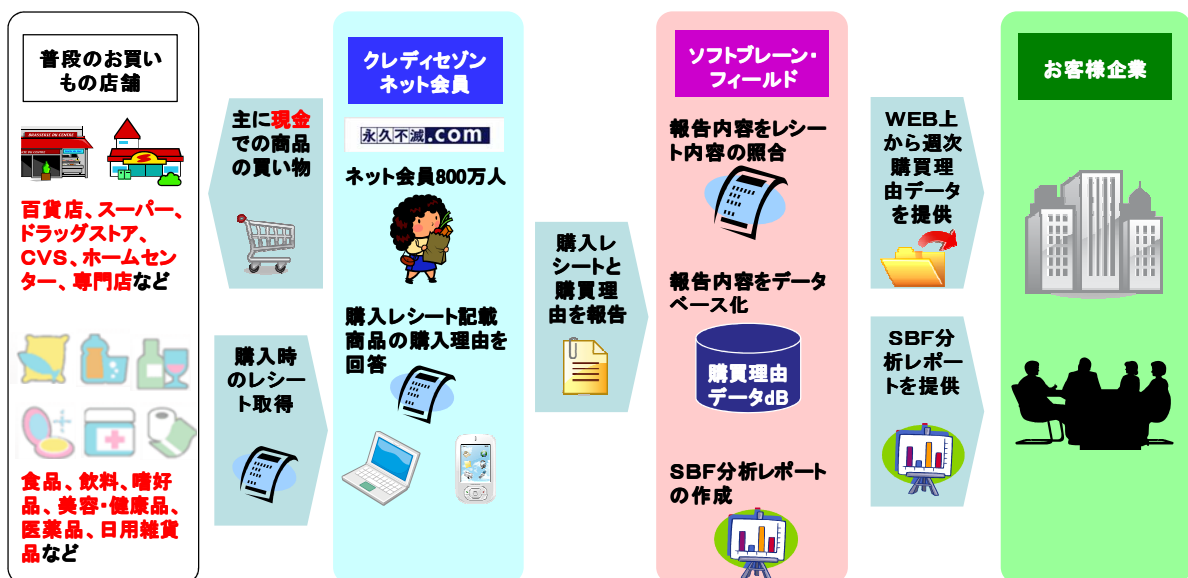 普段のお買い
もの店舗
百貨店、スーパー、
ドラッグストア、
CVS、ホームセン
ター、専門店など
食品、飲料、嗜好
品、美容・健康品、
医薬品、日用雑貨
品など
主に現金
での商品
の買い物
購入時
のレシー
ト取得
クレディセゾン
ネット会員
永久不滅.com
ネット会員800万人
購入レシート記載
商品の購入理由を
回答
購入レ
シートと
購買理
由を報告
ソフトブレーン・
フィールド
報告内容をレシー
ト内容の照合
報告内容をデータ
ベース化
購買理由
データdB
SBF分析レポート
の作成
WEB上
から週次
購買理
由データ
を提供
SBF分
析レポー
トを提供
お客様企業